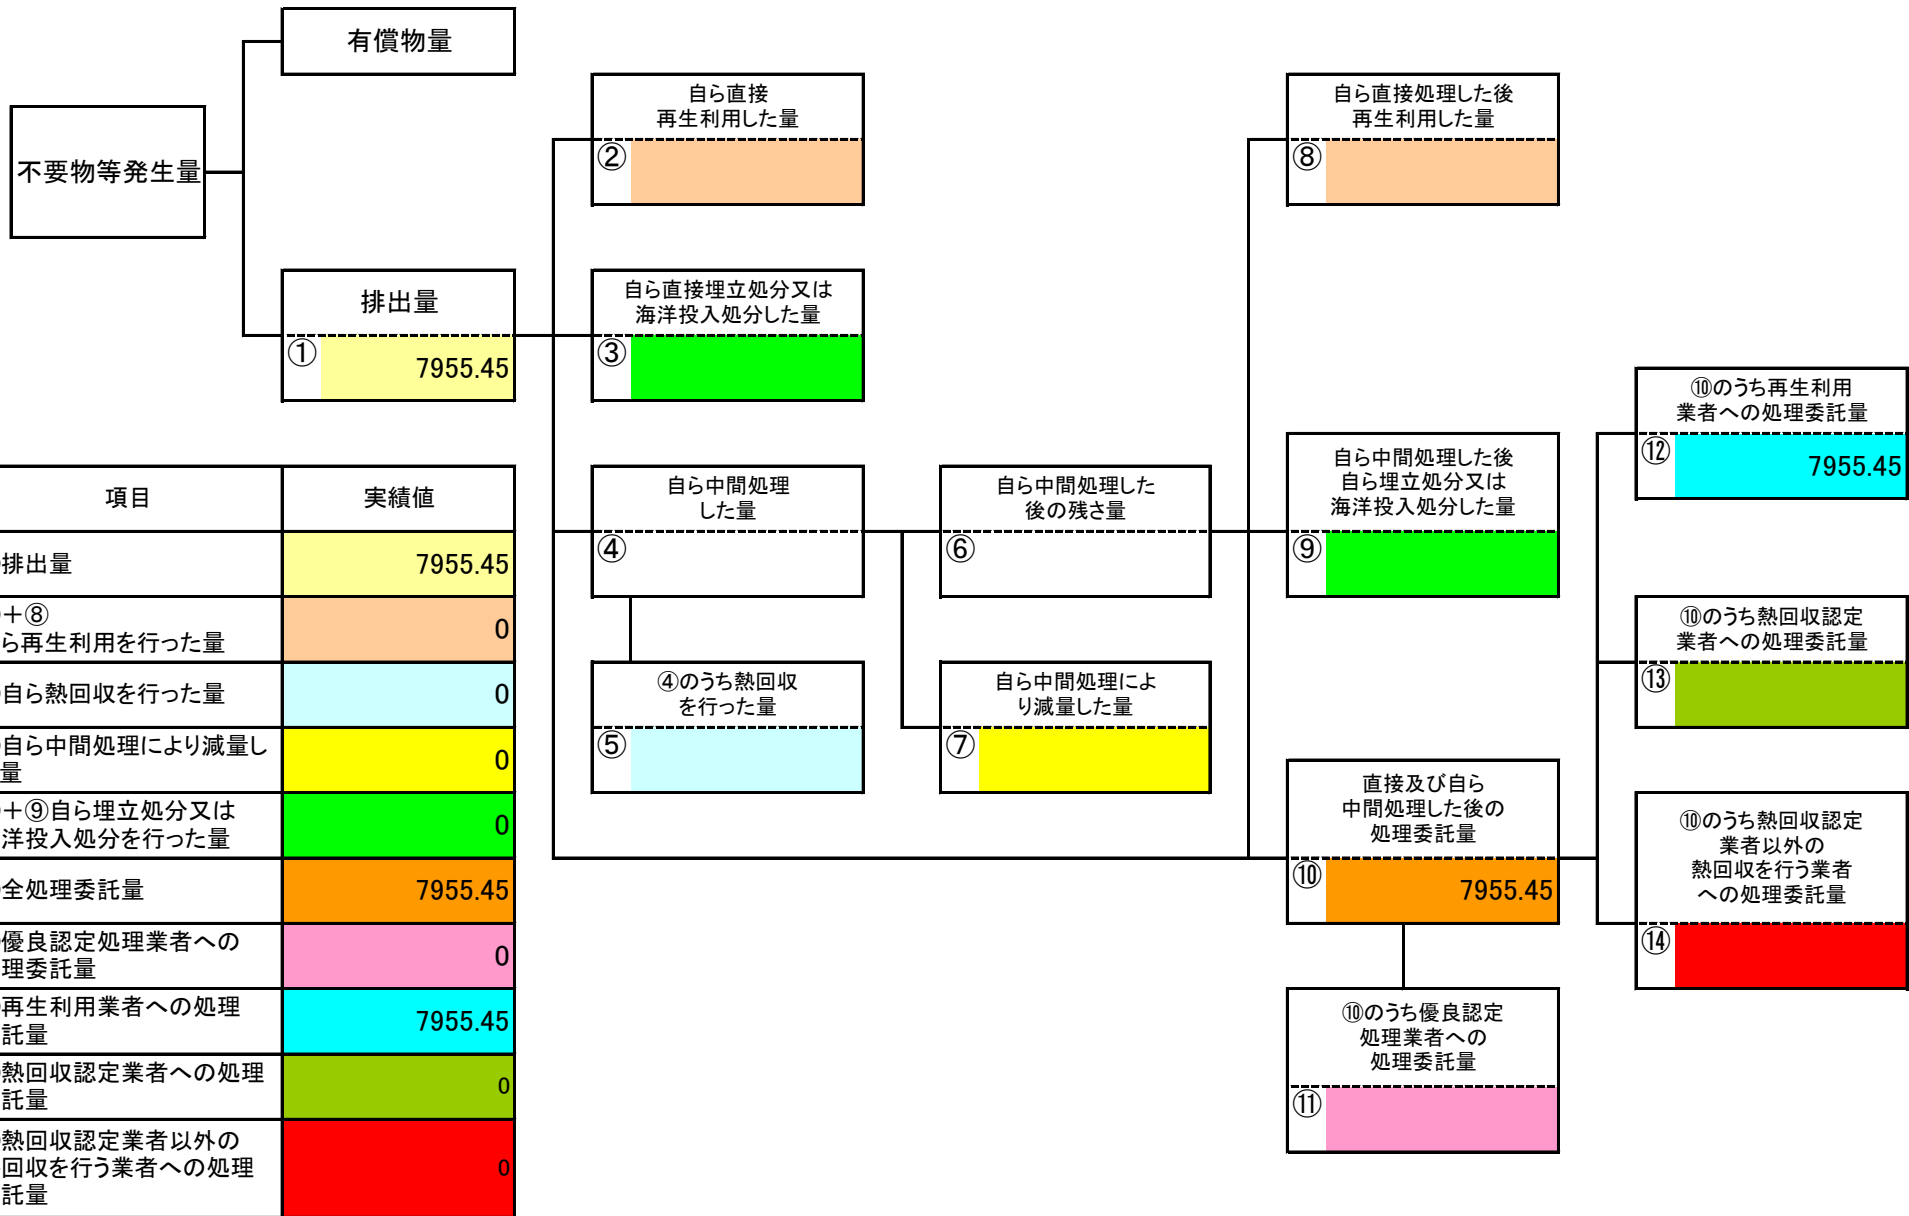 有償物量
不要物等発生量
排出量
①
7955.45
自ら直接
再生利用した量
②
自ら直接埋立処分又は
海洋投入処分した量
③
自ら中間処理
した量
④
④のうち熱回収
を行った量
⑤
自ら中間処理した
後の残さ量
⑥
自ら中間処理によ
り減量した量
⑦
自ら直接処理した後
再生利用した量
⑧
自ら中間処理した後
自ら埋立処分又は
海洋投入処分した量
⑨
直接及び自ら
中間処理した後の
処理委託量
⑩
7955.45
⑩のうち優良認定
処理業者への
処理委託量
⑪
⑩のうち再生利用
業者への処理委託量
⑫
7955.45
⑩のうち熱回収認定
業者への処理委託量
⑬
⑩のうち熱回収認定
業者以外の
熱回収を行う業者
への処理委託量
⑭
項目 実績値
排出量 7955.45
+⑧
ら再生利用を行った量 0
自ら熱回収を行った量 0
自ら中間処理により減量し
量 0
+⑨自ら埋立処分又は
洋投入処分を行った量 0
全処理委託量 7955.45
優良認定処理業者への
理委託量 0
再生利用業者への処理
託量 7955.45
熱回収認定業者への処理
託量 0
熱回収認定業者以外の
回収を行う業者への処理
託量 0